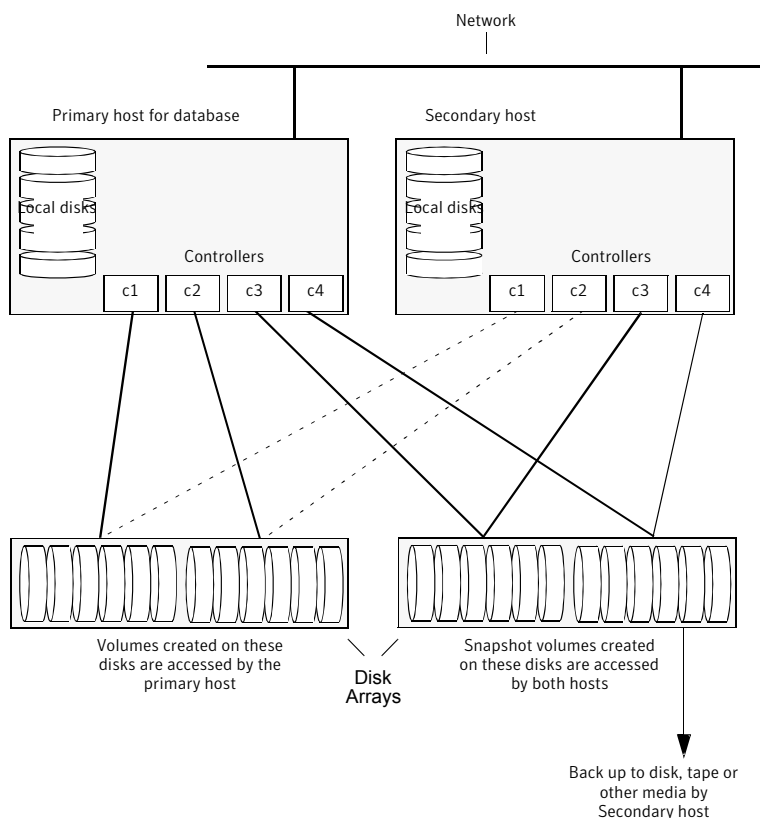 Network
Primary host for database
Secondary host
Local disks
Local disks
Controllers
Controllers
c1
c2
c3
c4
c1
c2
c3
c4
Volumes created on these
disks are accessed by the
primary host
Disk
Arrays
Snapshot volumes created
on these disks are accessed
by both hosts
Back up to disk, tape or
other media by
Secondary host